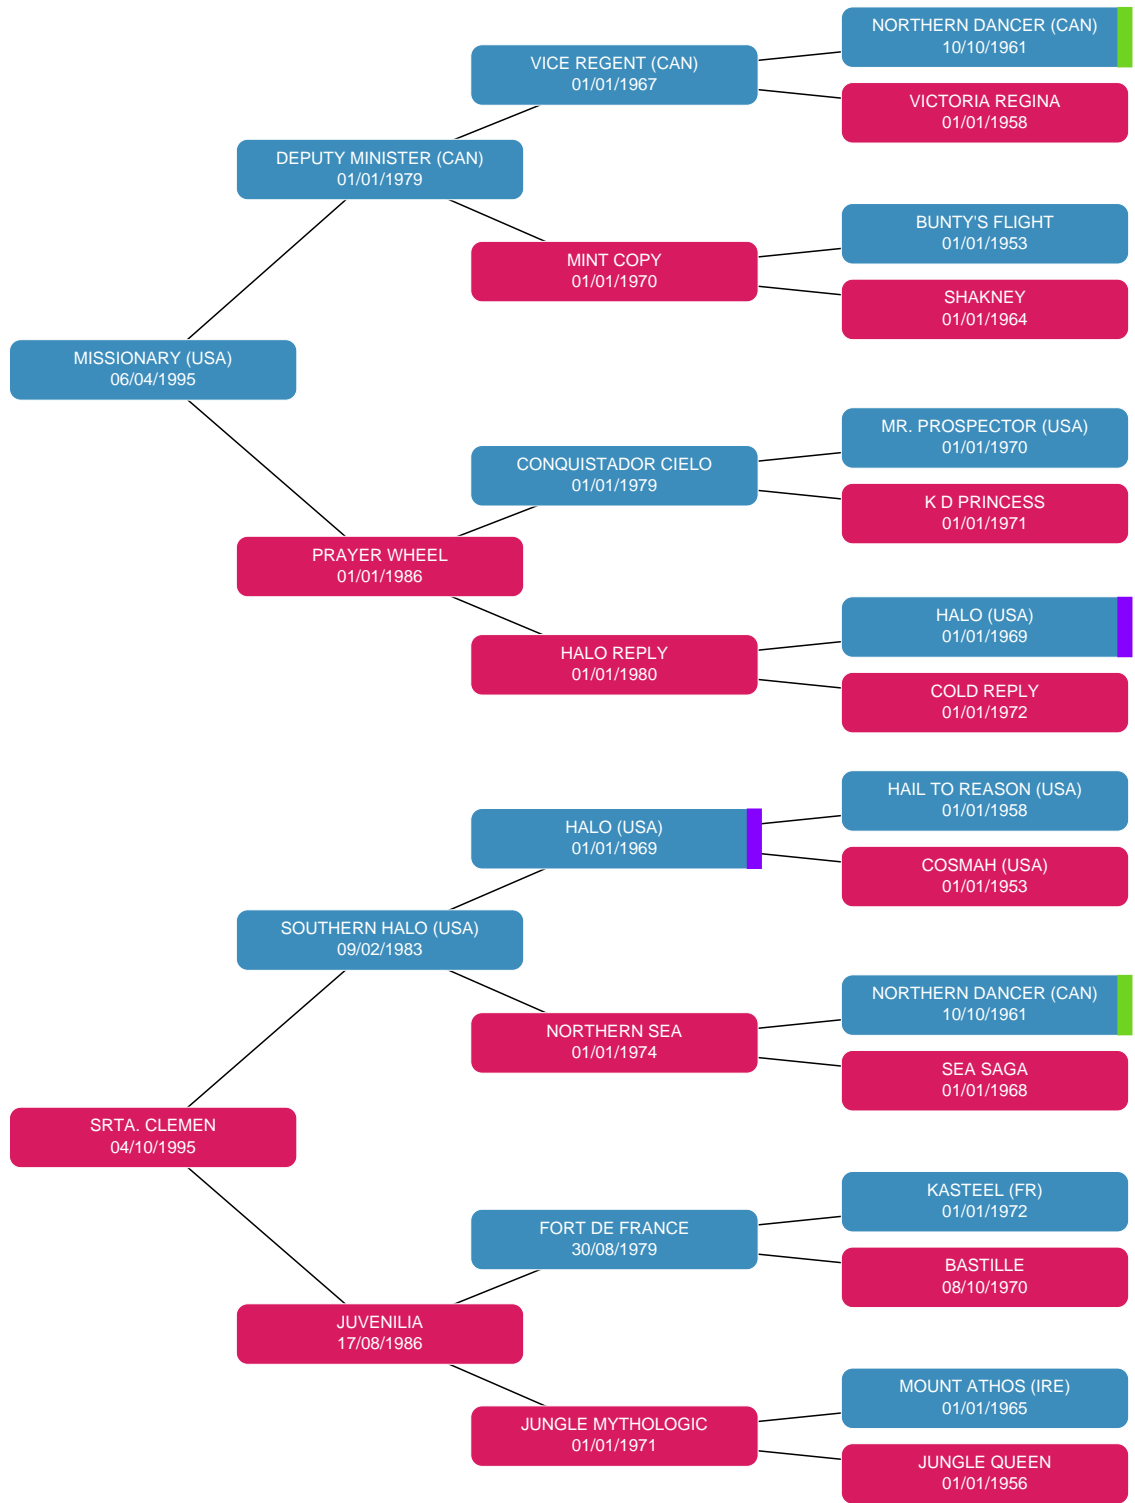 NORTHERN DANCER (CAN)
10/10/1961
VICE REGENT (CAN)
01/01/1967
VICTORIA REGINA
01/01/1958
DEPUTY MINISTER (CAN)
01/01/1979
BUNTY'S FLIGHT
01/01/1953
MINT COPY
01/01/1970
SHAKNEY
01/01/1964
MISSIONARY (USA)
06/04/1995
MR. PROSPECTOR (USA)
01/01/1970
CONQUISTADOR CIELO
01/01/1979
K D PRINCESS
01/01/1971
PRAYER WHEEL
01/01/1986
HALO (USA)
01/01/1969
HALO REPLY
01/01/1980
COLD REPLY
01/01/1972
HAIL TO REASON (USA)
01/01/1958
HALO (USA)
01/01/1969
COSMAH (USA)
01/01/1953
SOUTHERN HALO (USA)
09/02/1983
NORTHERN DANCER (CAN)
10/10/1961
NORTHERN SEA
01/01/1974
SEA SAGA
01/01/1968
SRTA. CLEMEN
04/10/1995
KASTEEL (FR)
01/01/1972
FORT DE FRANCE
30/08/1979
BASTILLE
08/10/1970
JUVENILIA
17/08/1986
MOUNT ATHOS (IRE)
01/01/1965
JUNGLE MYTHOLOGIC
01/01/1971
JUNGLE QUEEN
01/01/1956